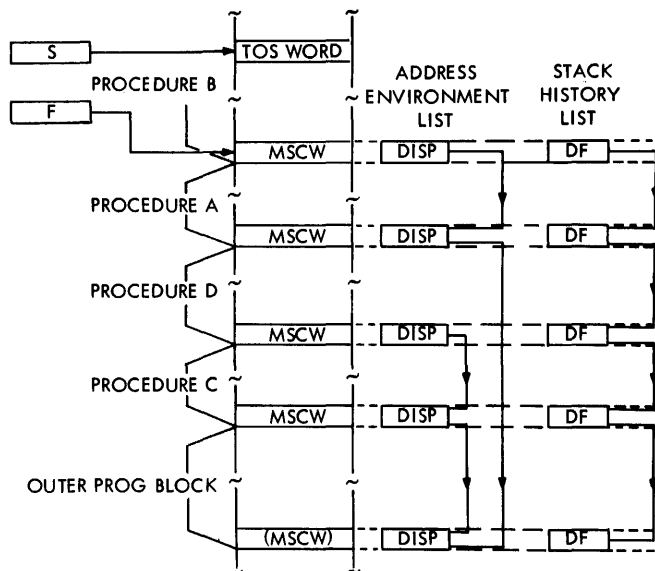 S
TOS WORD
PROCEDURE B
ADDRESS
ENVIRONMENT
LIST
STACK
HISTORY
LIST
F
MSCW
DISP
DF
PROCEDURE A
MSCW
DISP
DF
PROCEDURE D
MSCW
DISP
DF
PROCEDURE C
MSCW
DISP
DF
OUTER PROG BLOCK
(MSCW)
DISP
DF